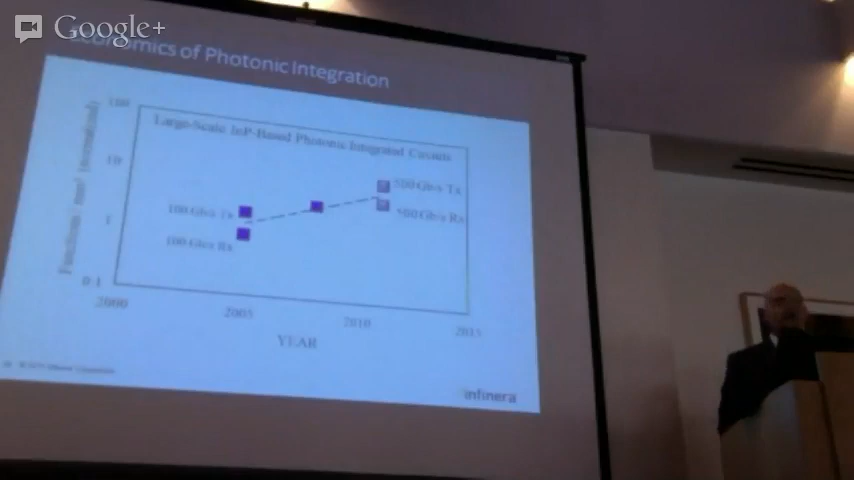 Google+
Economics of Photonic Integration
Large-Scale InP-Based Photonic Integrated Circuits
100
10
1
0.1
500 Gb/s Tx
500 Gb/s Rx
100 Gb/s Tx
100 Gb/s Rx
2000
2005
2010
2015
YEAR
infinera